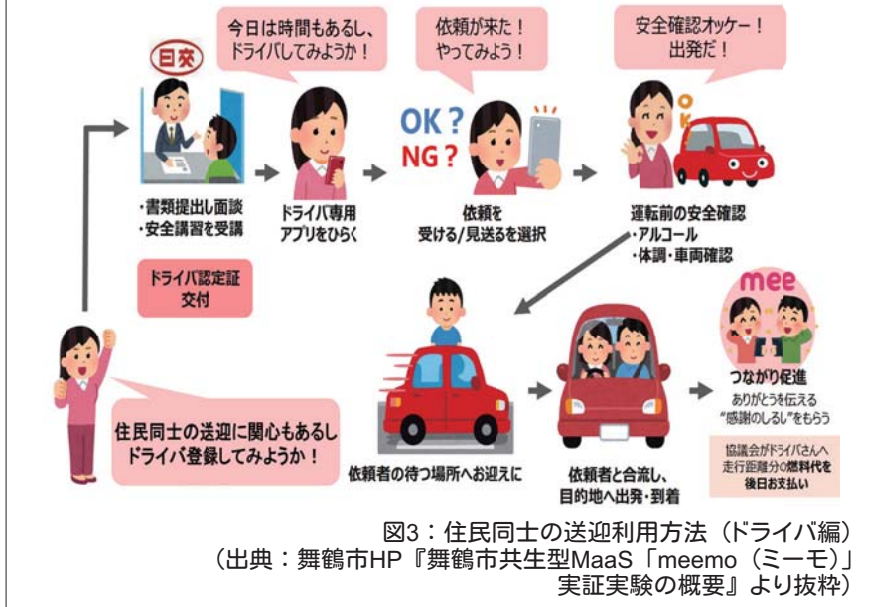 今日は時間もあるし、
ドライバしてみようか！
依頼が来た！
やってみよう！
安全確認オッケー！
出発だ！
日交
OK？
NG？
OK
・書類提出し面談
・安全講習を受講
ドライバ専用
アプリをひらく
依頼を
受ける/見送るを選択
運転前の安全確認
・アルコール
・体調・車両確認
ドライバ認定証
交付
mee
つながり促進
ありがとうを伝える
“感謝のしるし”をもらう
住民同士の送迎に関心もあるし
ドライバ登録してみようか！
依頼者の待つ場所へお迎えに
依頼者と合流し、
目的地へ出発・到着
協議会がドライバさんへ
走行距離分の燃料代を
後日お支払い
図3：住民同士の送迎利用方法（ドライバ編）
（出典：舞鶴市HP『舞鶴市共生型MaaS「meemo（ミーモ）」
実証実験の概要』より抜粋）